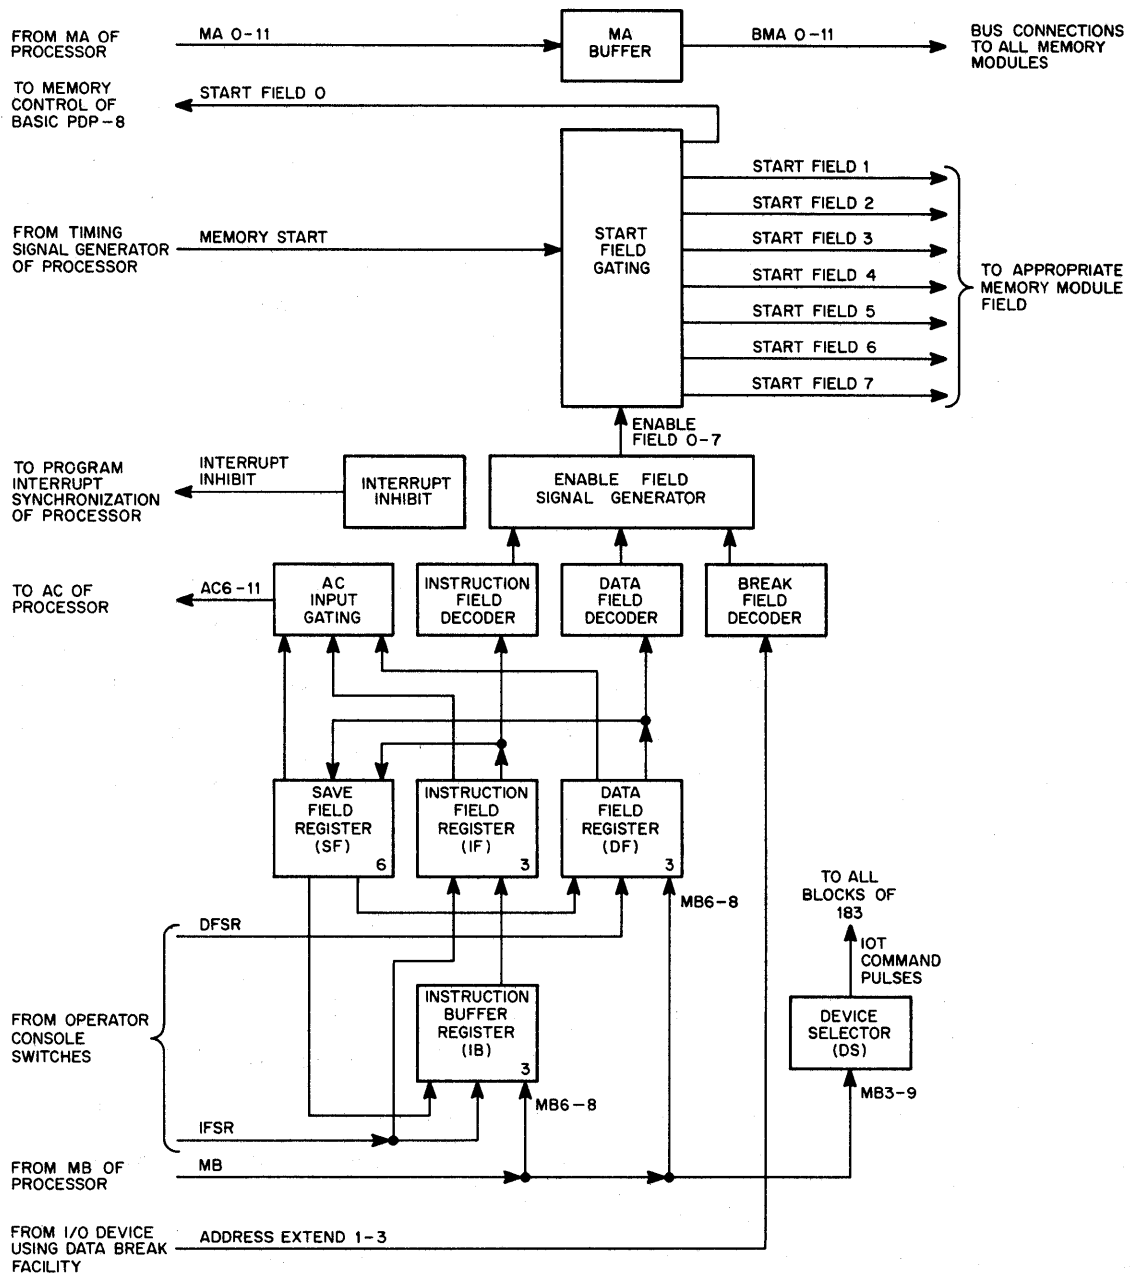 FROM MA OF
PROCESSOR
MA 0-11
MA
BUFFER
BMA 0-11
BUS CONNECTIONS
TO ALL MEMORY
MODULES
TO MEMORY
CONTROL OF
BASIC PDP-8
START FIELD 0
START FIELD 1
START FIELD 2
START FIELD 3
START FIELD 4
START FIELD 5
START FIELD 6
START FIELD 7
FROM TIMING
SIGNAL GENERATOR
OF PROCESSOR
MEMORY START
START
FIELD
GATING
TO APPROPRIATE
MEMORY MODULE
FIELD
ENABLE
FIELD 0-7
TO PROGRAM
INTERRUPT
SYNCHRONIZATION
OF PROCESSOR
INTERRUPT
INHIBIT
INTERRUPT
INHIBIT
ENABLE FIELD
SIGNAL GENERATOR
TO AC OF
PROCESSOR
AC6-11
AC
INPUT
GATING
INSTRUCTION
FIELD
DECODER
DATA
FIELD
DECODER
BREAK
FIELD
DECODER
SAVE
FIELD
REGISTER
(SF)
6
INSTRUCTION
FIELD
REGISTER
(IF)
3
DATA
FIELD
REGISTER
(DF)
3
MB6-8
TO ALL
BLOCKS OF
183
IOT
COMMAND
PULSES
DFSR
FROM OPERATOR
CONSOLE
SWITCHES
INSTRUCTION
BUFFER
REGISTER
(IB)
3
DEVICE
SELECTOR
(DS)
MB6-8
MB3-9
IFSR
FROM MB OF
PROCESSOR
MB
FROM I/O DEVICE
USING DATA BREAK
FACILITY
ADDRESS EXTEND 1-3